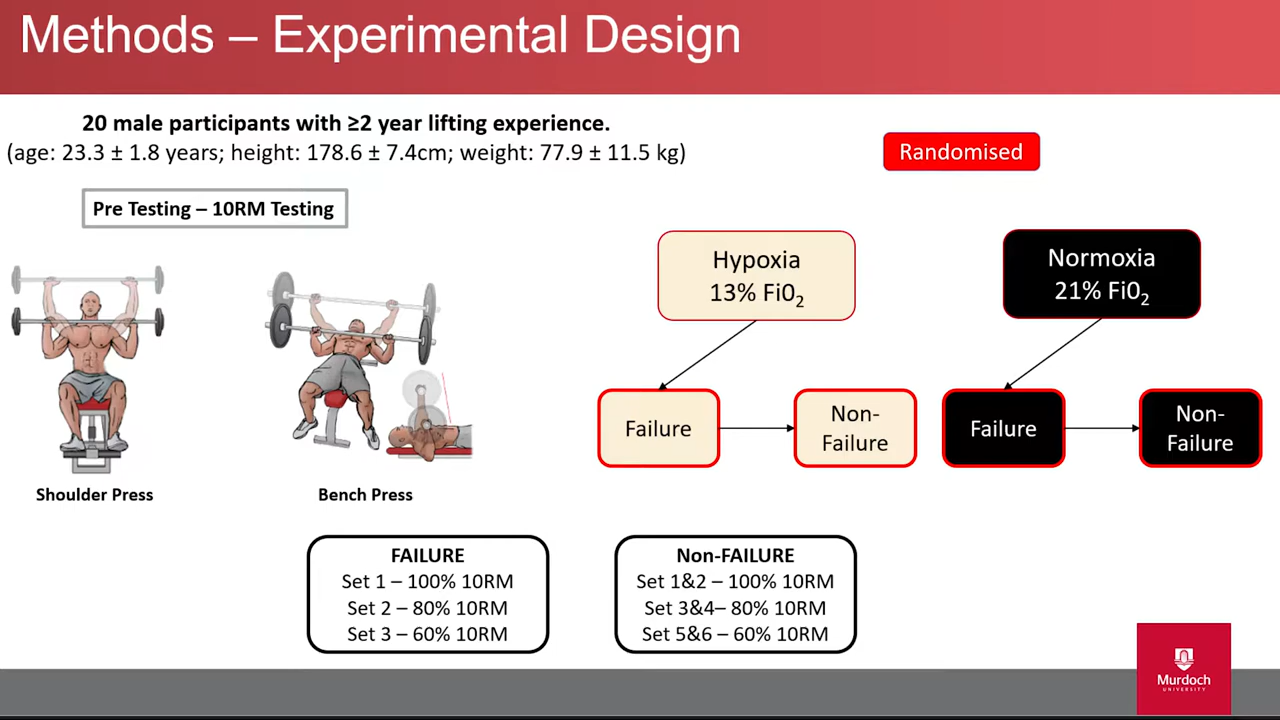 Methods – Experimental Design
20 male participants with ≥2 year lifting experience.
(age: 23.3 ± 1.8 years; height: 178.6 ± 7.4cm; weight: 77.9 ± 11.5 kg)
Randomised
Pre Testing – 10RM Testing
Hypoxia
13% Fi0₂
Normoxia
21% Fi0₂
Failure
Non-
Failure
Failure
Non-
Failure
Shoulder Press
Bench Press
FAILURE
Set 1 – 100% 10RM
Set 2 – 80% 10RM
Set 3 – 60% 10RM
Non-FAILURE
Set 1&2 – 100% 10RM
Set 3&4– 80% 10RM
Set 5&6 – 60% 10RM
Murdoch
UNIVERSITY